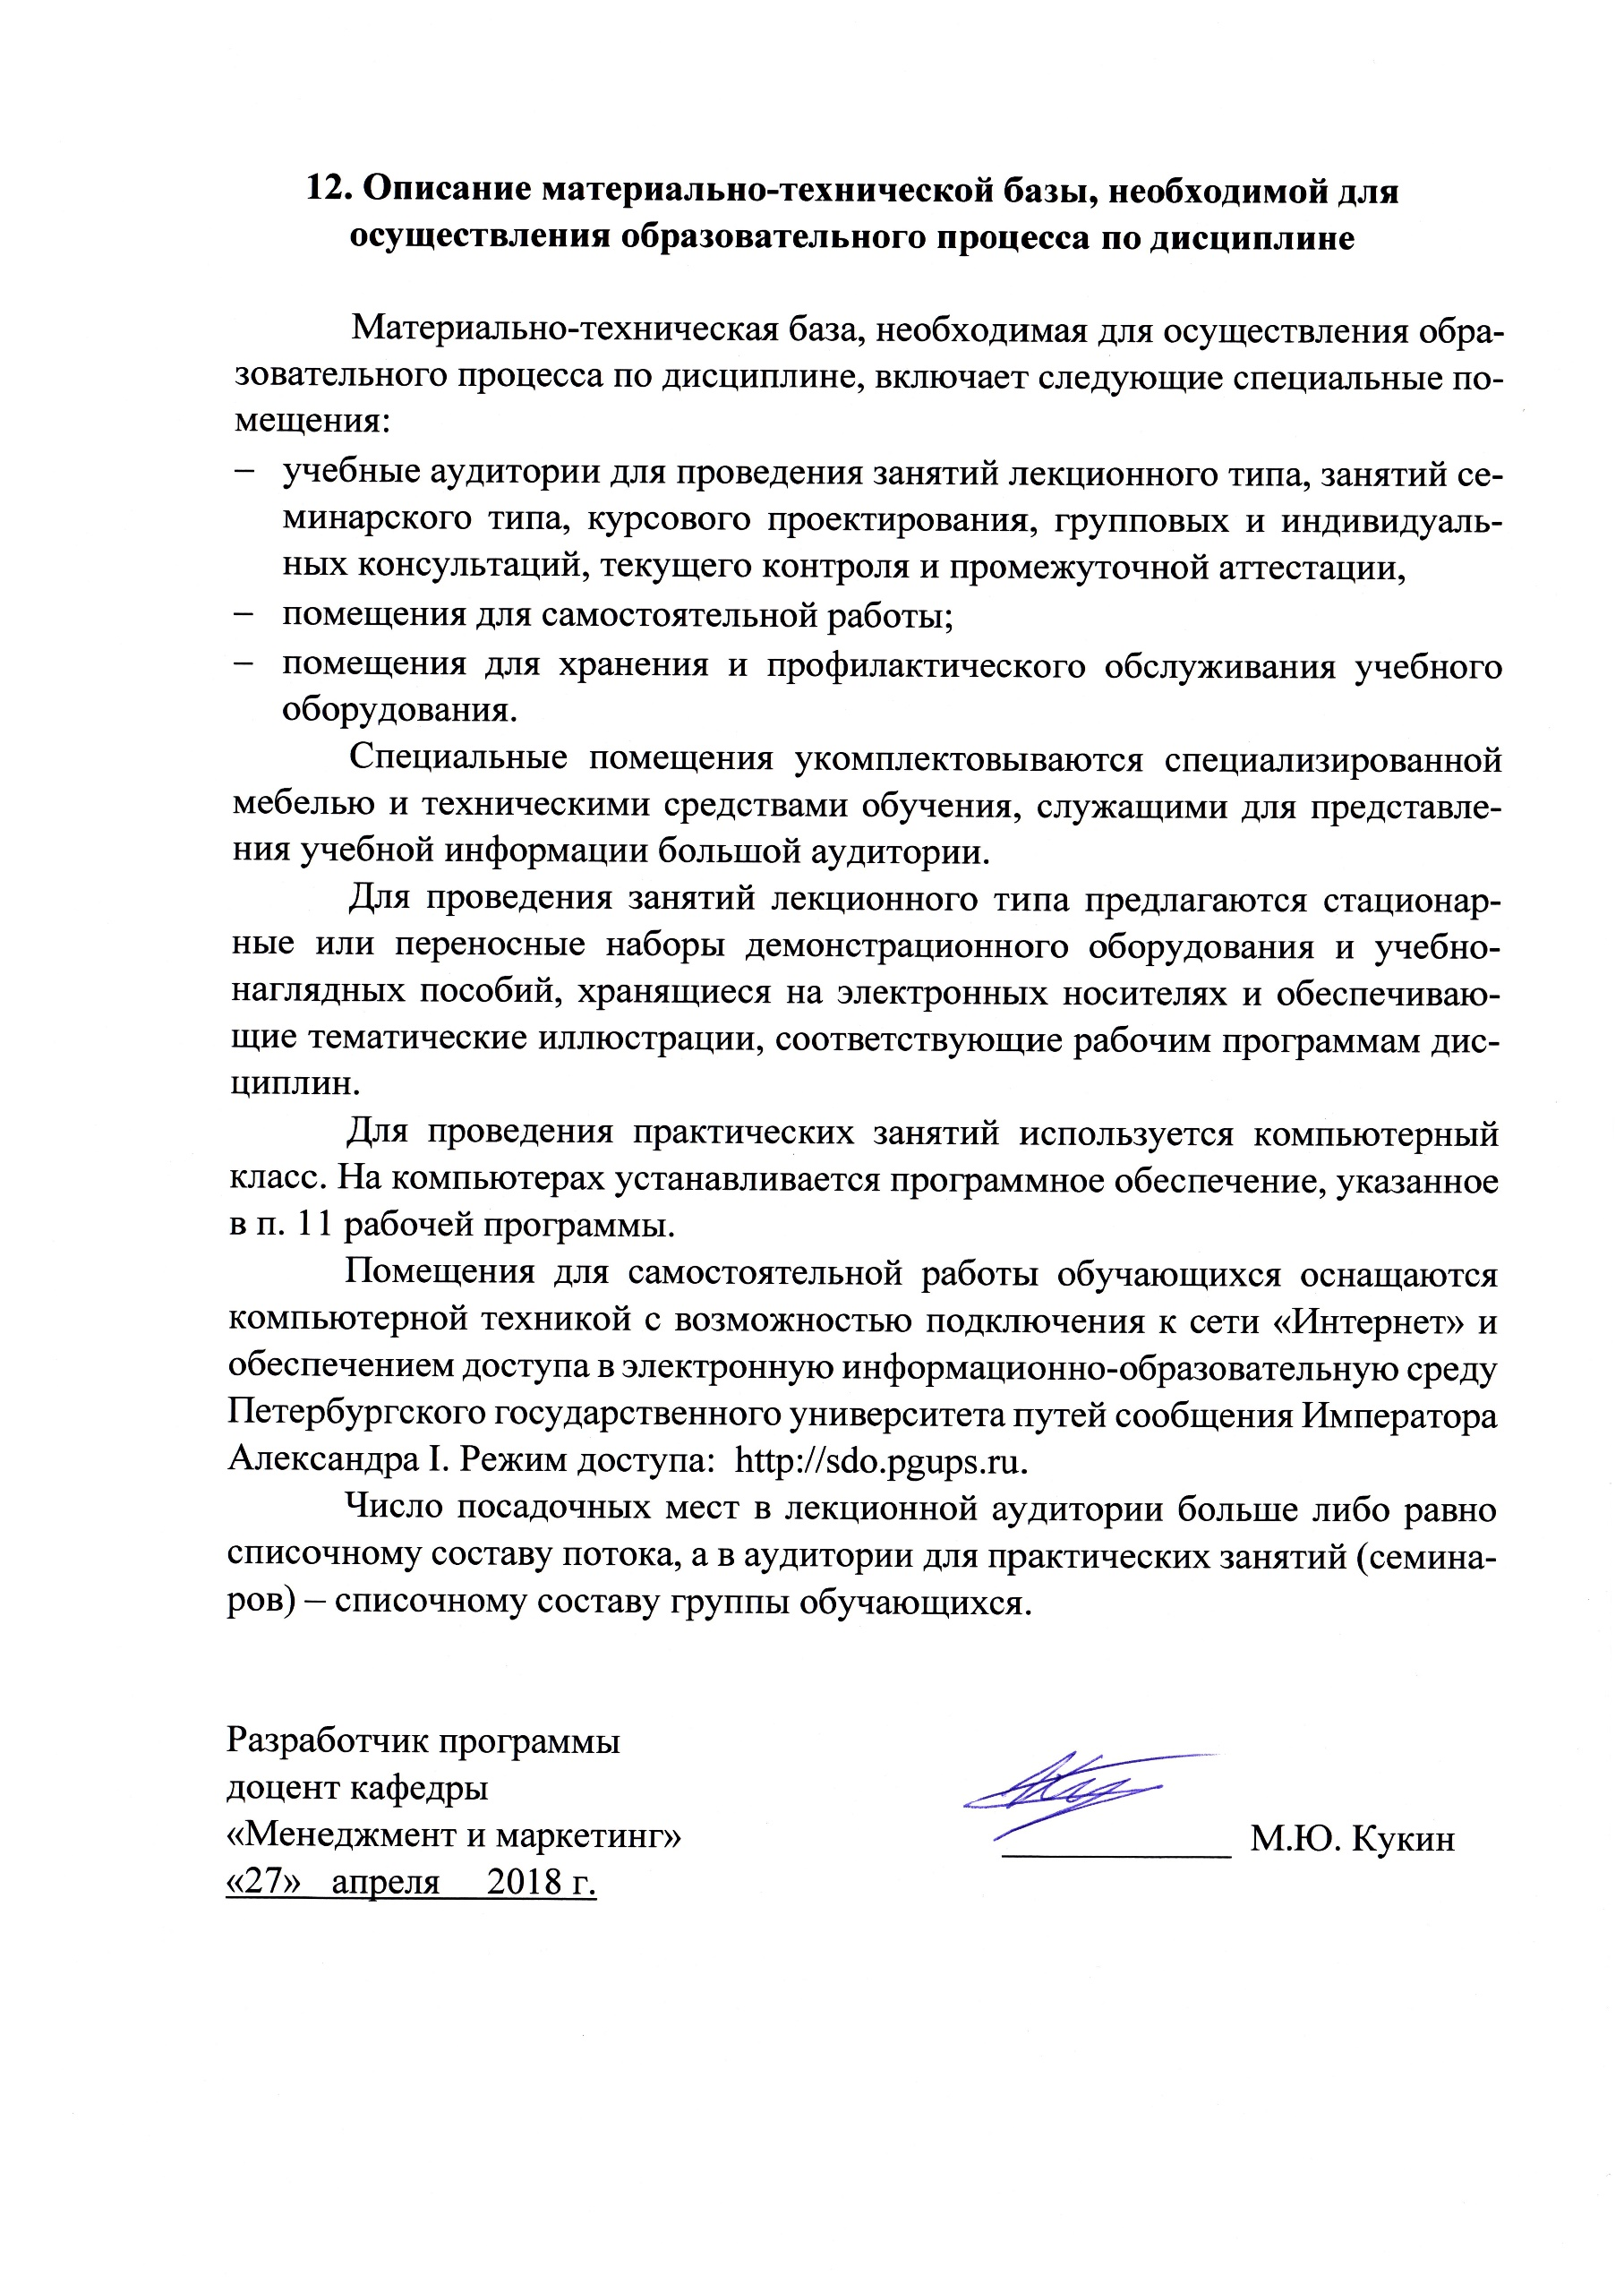 12. Описание материально-технической базы, необходимой для
осуществления образовательного процесса по дисциплине
Материально-техническая база, необходимая для осуществления обра-
зовательного процесса по дисциплине, включает следующие специальные по-
мещения:
− учебные аудитории для проведения занятий лекционного типа, занятий се-
минарского типа, курсового проектирования, групповых и индивидуаль-
ных консультаций, текущего контроля и промежуточной аттестации,
− помещения для самостоятельной работы;
− помещения для хранения и профилактического обслуживания учебного
оборудования.
Специальные помещения укомплектовываются специализированной
мебелью и техническими средствами обучения, служащими для представле-
ния учебной информации большой аудитории.
Для проведения занятий лекционного типа предлагаются стационар-
ные или переносные наборы демонстрационного оборудования и учебно-
наглядных пособий, хранящиеся на электронных носителях и обеспечиваю-
щие тематические иллюстрации, соответствующие рабочим программам дис-
циплин.
Для проведения практических занятий используется компьютерный
класс. На компьютерах устанавливается программное обеспечение, указанное
в п. 11 рабочей программы.
Помещения для самостоятельной работы обучающихся оснащаются
компьютерной техникой с возможностью подключения к сети «Интернет» и
обеспечением доступа в электронную информационно-образовательную среду
Петербургского государственного университета путей сообщения Императора
Александра I. Режим доступа: http://sdo.pgups.ru.
Число посадочных мест в лекционной аудитории больше либо равно
списочному составу потока, а в аудитории для практических занятий (семина-
ров) – списочному составу группы обучающихся.
Разработчик программы
доцент кафедры
«Менеджмент и маркетинг» ____________ М.Ю. Кукин
«27» апреля 2018 г.